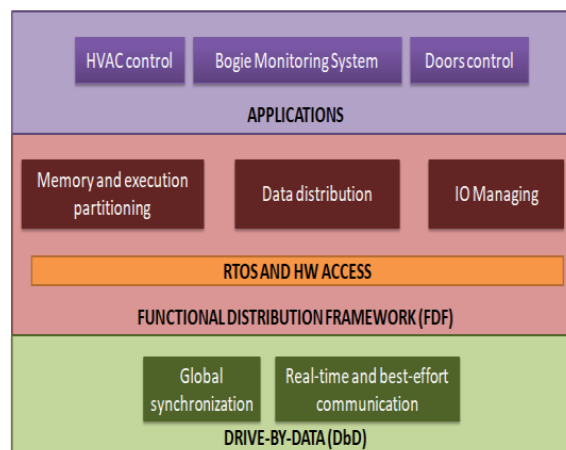 HVAC control
Bogie Monitoring System
Doors control
APPLICATIONS
Memory and execution
partitioning
Data distribution
IO Managing
RTOS AND HW ACCESS
FUNCTIONAL DISTRIBUTION FRAMEWORK (FDF)
Global
synchronization
Real-time and best-effort
communication
DRIVE-BY-DATA (DbD)